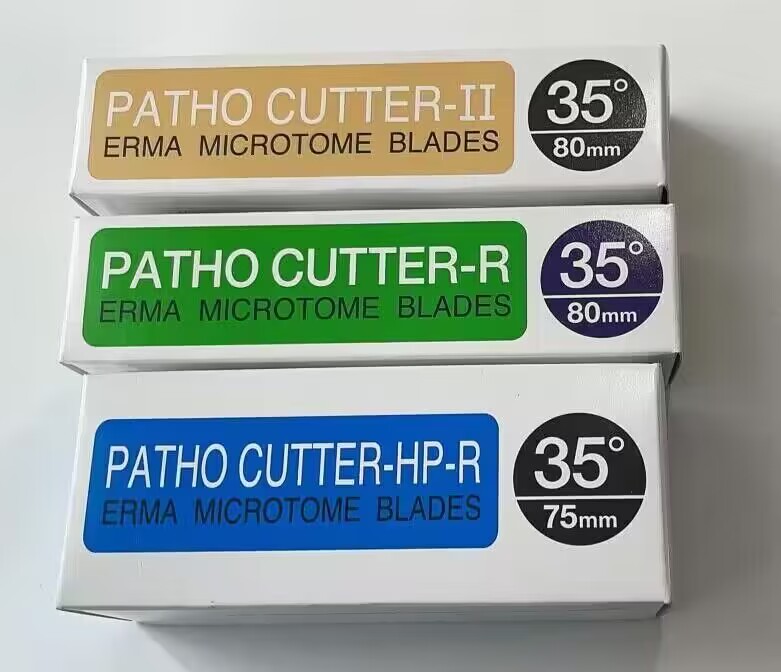 PATHO CUTTER-II
ERMA MICROTOME BLADES
35°
80mm
PATHO CUTTER-R
ERMA MICROTOME BLADES
35°
80mm
PATHO CUTTER-HP-R
ERMA MICROTOME BLADES
35°
75mm